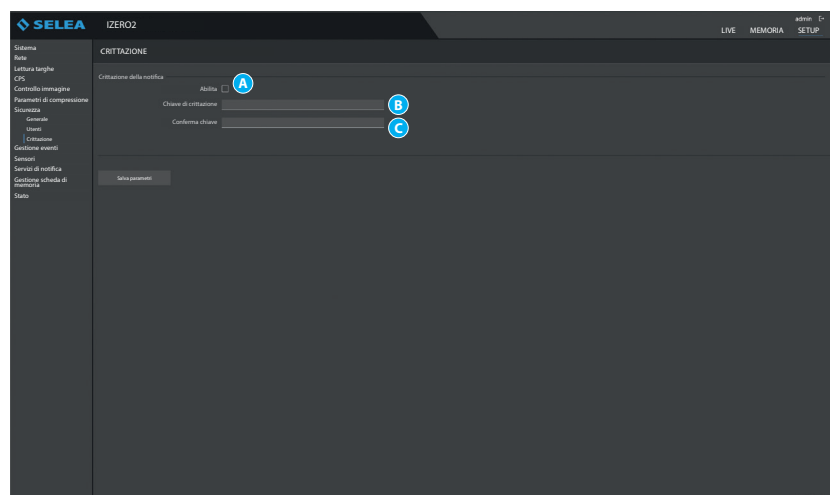 SELEA
IZERO2
admin
LIVE MEMORIA SETUP
Sistema
Rete
Lettura targhe
CPS
Controllo immagine
Parametri di compressione
Sicurezza
Generale
Utenti
Crittazione
Gestione eventi
Sensori
Servizi di notifica
Gestione scheda di
memoria
Stato
CRITTAZIONE
Crittazione della notifica
Abilita A
Chiave di crittazione B
Conferma chiave C
Salva parametri